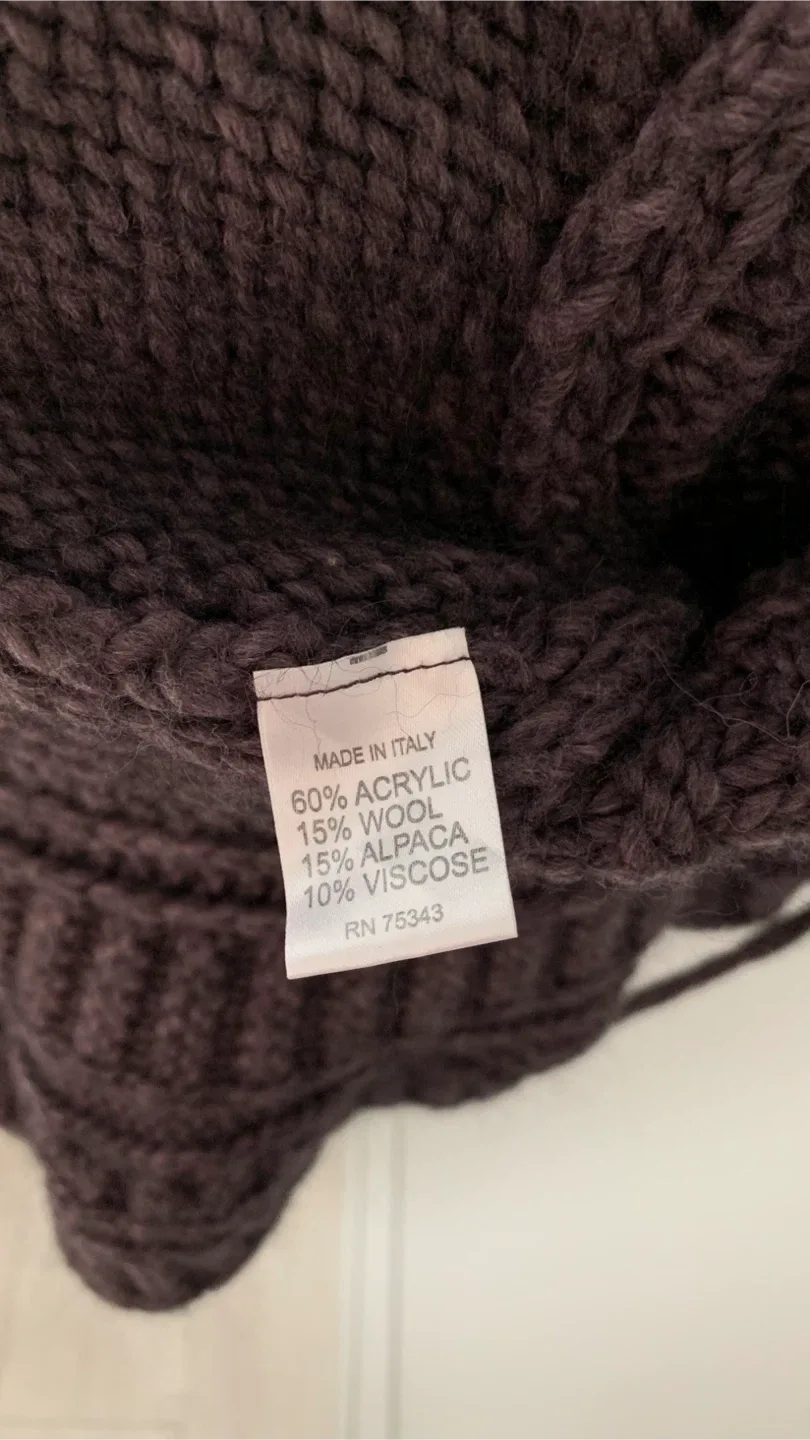 MADE IN ITALY
60% ACRYLIC
15% WOOL
15% ALPACA
10% VISCOSE
RN 75343